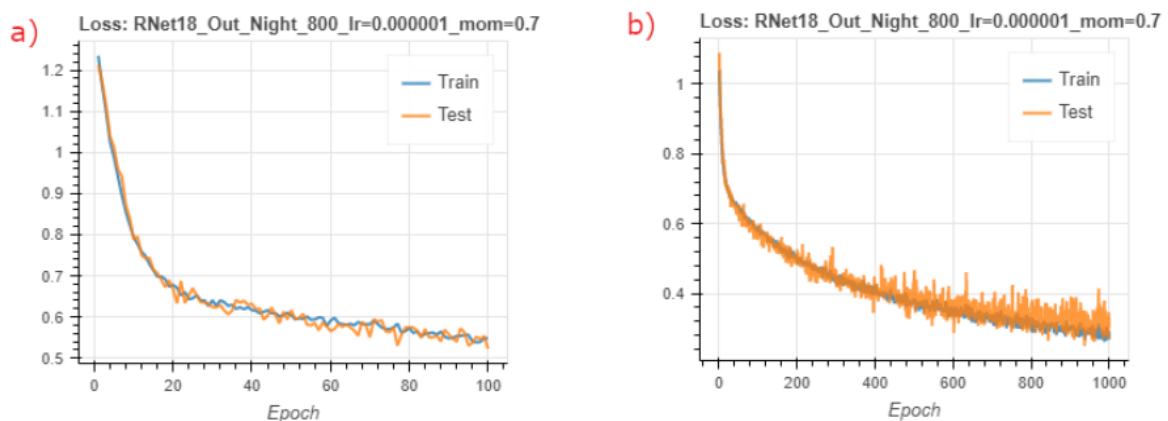 a)
Loss: RNet18_Out_Night_800_lr=0.000001_mom=0.7
1.2
1.1
1
0.9
0.8
0.7
0.6
0.5
Train
Test
0
20
40
60
80
100
Epoch
b)
Loss: RNet18_Out_Night_800_lr=0.000001_mom=0.7
1
0.8
0.6
0.4
Train
Test
0
200
400
600
800
1000
Epoch